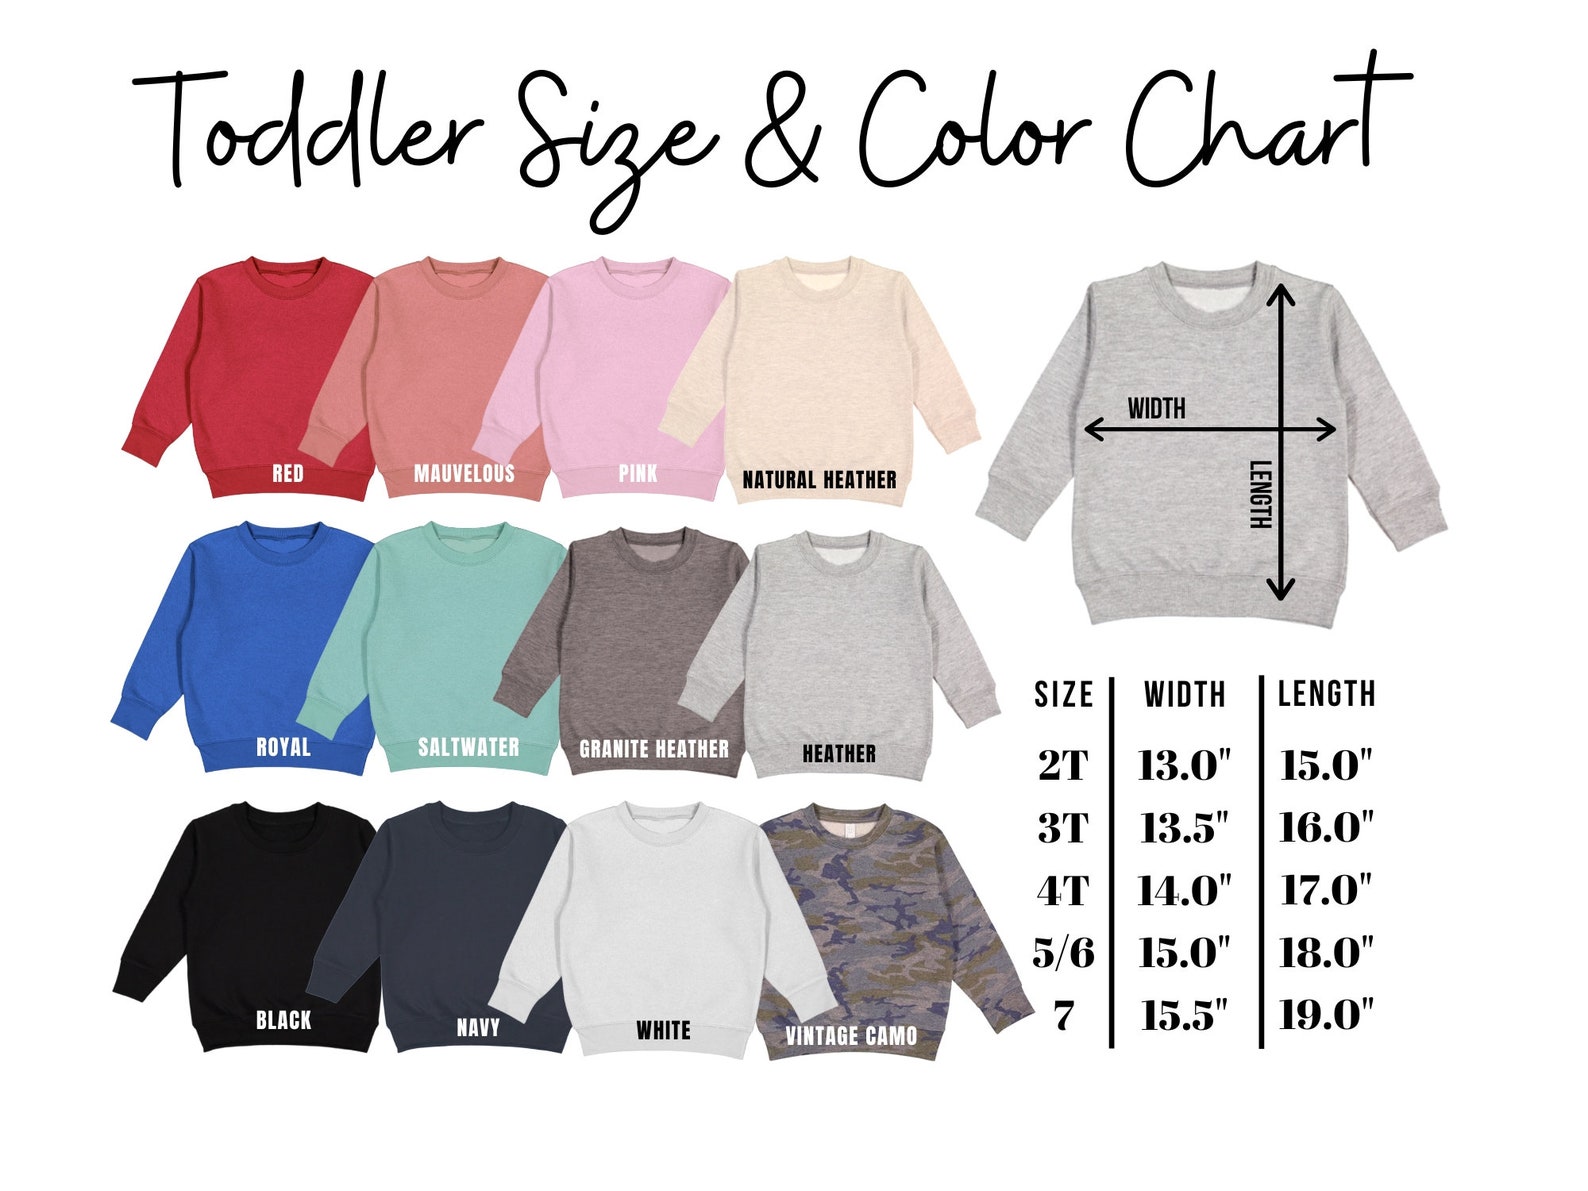 Toddler Size & Color Chart
RED
MAUVELOUS
PINK
NATURAL HEATHER
ROYAL
SALTWATER
GRANITE HEATHER
HEATHER
BLACK
NAVY
WHITE
VINTAGE CAMO
WIDTH
LENGTH
SIZE WIDTH LENGTH
2T 13.0" 15.0"
3T 13.5" 16.0"
4T 14.0" 17.0"
5/6 15.0" 18.0"
7 15.5" 19.0"